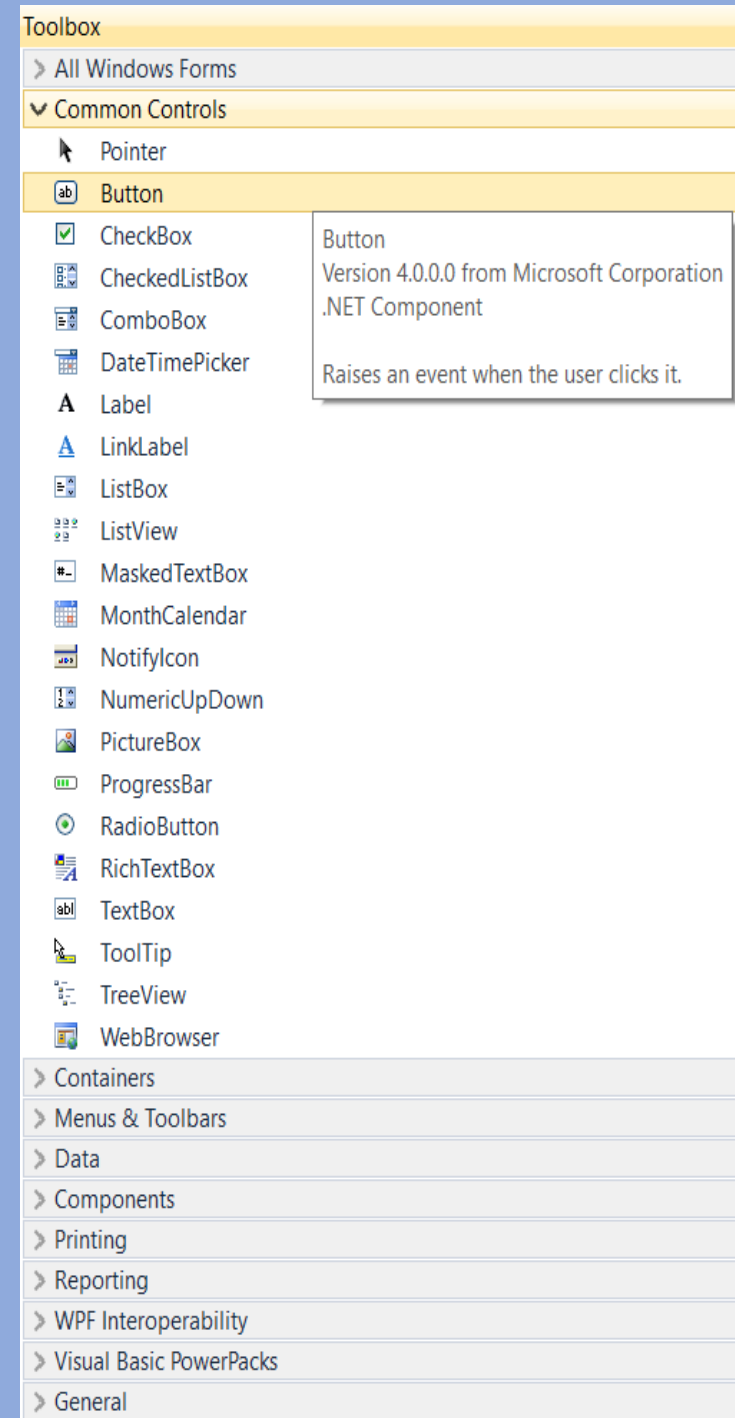 Toolbox
All Windows Forms
Common Controls
Pointer
Button
CheckBox
CheckedListBox
ComboBox
DateTimePicker
Label
LinkLabel
ListBox
ListView
MaskedTextBox
MonthCalendar
NotifyIcon
NumericUpDown
PictureBox
ProgressBar
RadioButton
RichTextBox
TextBox
ToolTip
TreeView
WebBrowser
Containers
Menus & Toolbars
Data
Components
Printing
Reporting
WPF Interoperability
Visual Basic PowerPacks
General
Button
Version 4.0.0.0 from Microsoft Corporation
.NET Component
Raises an event when the user clicks it.